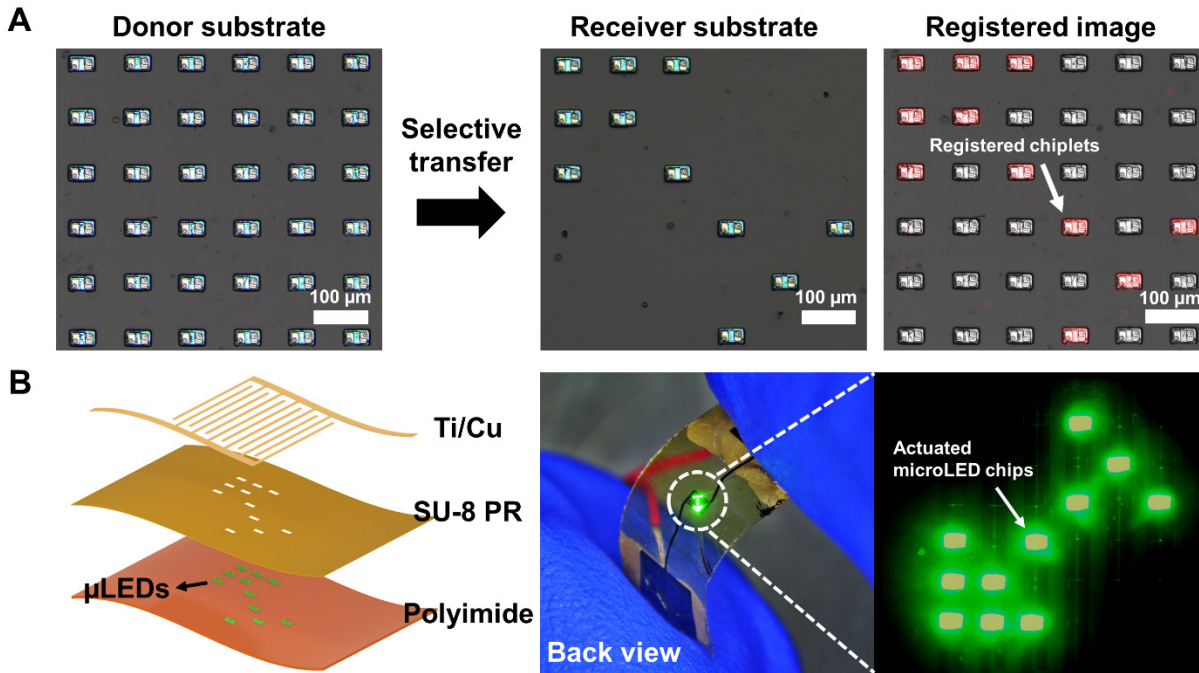 A
Donor substrate
Receiver substrate
Registered image
Selective
transfer
Registered chiplets
100 µm
100 µm
100 µm
B
Ti/Cu
SU-8 PR
µLEDs
Polyimide
Back view
Actuated
microLED chips